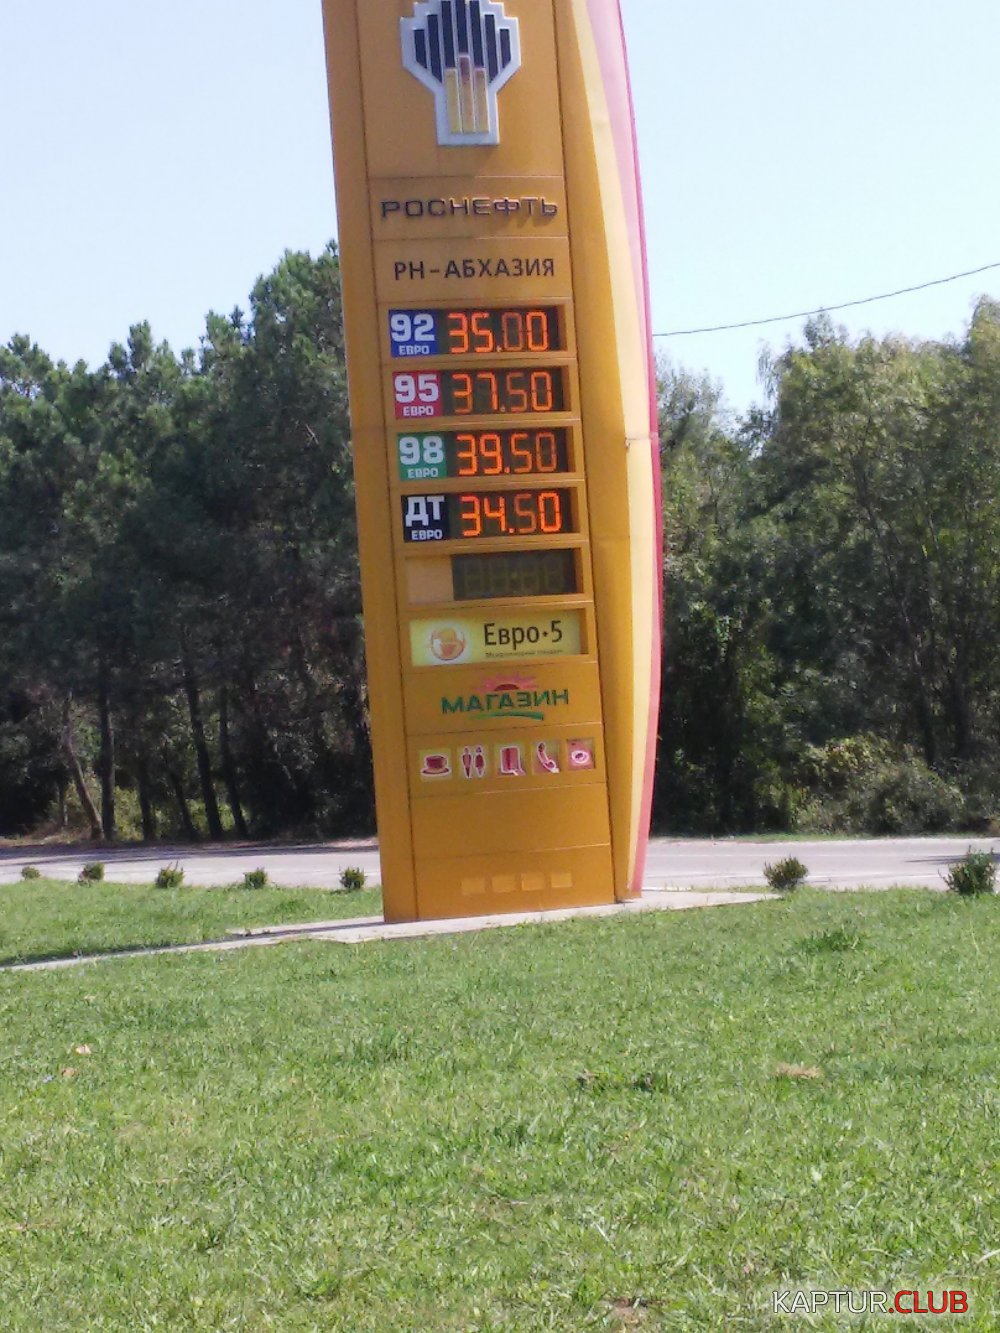 РОСНЕФТЬ
РН-АБХАЗИЯ
92 ЕВРО 35.00
95 ЕВРО 37.50
98 ЕВРО 39.50
ДТ ЕВРО 34.50
Евро•5
МАГАЗИН
KAPTUR.CLUB